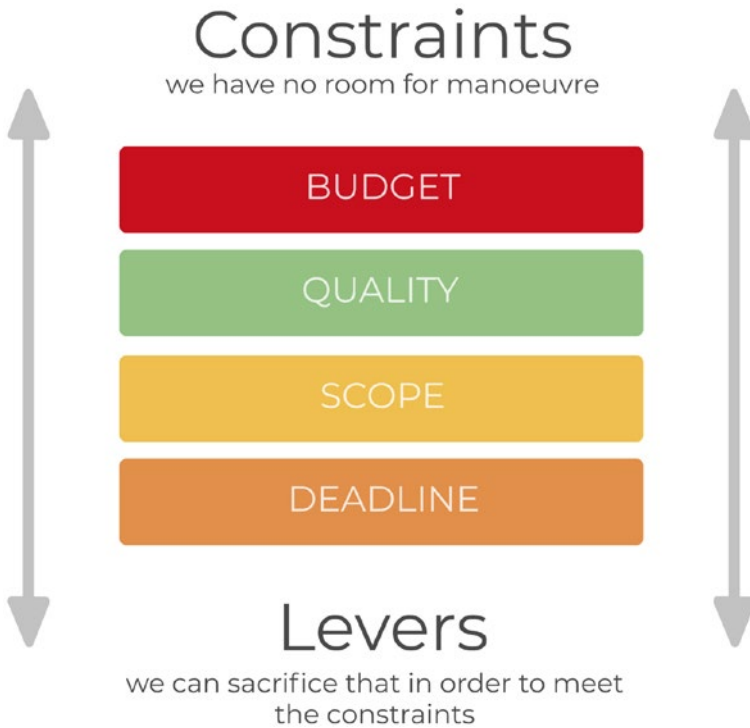 Constraints
we have no room for manoeuvre
BUDGET
QUALITY
SCOPE
DEADLINE
Levers
we can sacrifice that in order to meet
the constraints